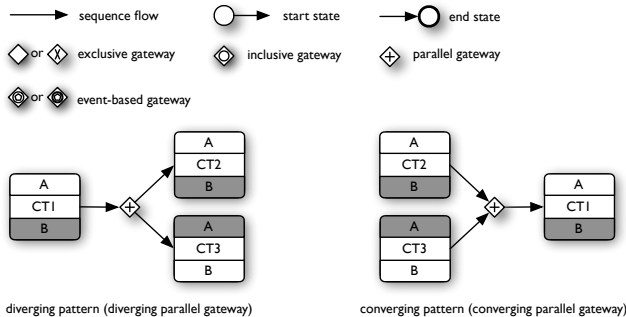 sequence flow start state end state
or exclusive gateway inclusive gateway parallel gateway
or event-based gateway
A A
CT2 CT2
A B B A
CT1 CT1
B A A B
CT3 CT3
B B
diverging pattern (diverging parallel gateway) converging pattern (converging parallel gateway)